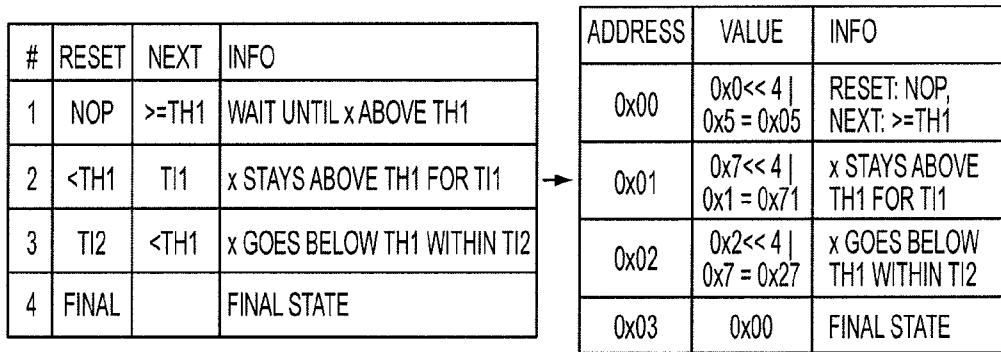 # RESET NEXT INFO
1 NOP >=TH1 WAIT UNTIL x ABOVE TH1
2 <TH1 TI1 x STAYS ABOVE TH1 FOR TI1
3 TI2 <TH1 x GOES BELOW TH1 WITHIN TI2
4 FINAL FINAL STATE
ADDRESS VALUE INFO
0x00 0x0<< 4 | RESET: NOP,
0x5 = 0x05 NEXT: >=TH1
0x01 0x7<< 4 | x STAYS ABOVE
0x1 = 0x71 TH1 FOR TI1
0x02 0x2<< 4 | x GOES BELOW
0x7 = 0x27 TH1 WITHIN TI2
0x03 0x00 FINAL STATE